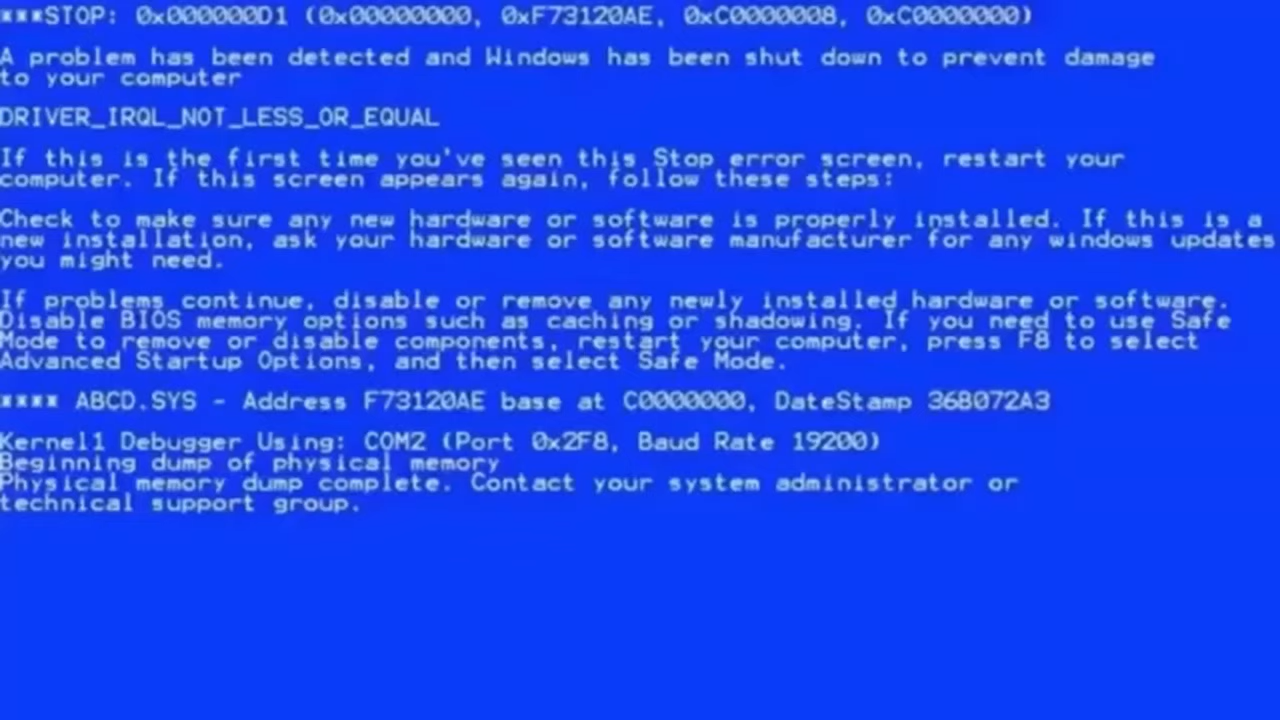 ***STOP: 0x000000D1 (0x00000000, 0xF73120AE, 0xC0000008, 0xC0000000)
A problem has been detected and Windows has been shut down to prevent damage
to your computer
DRIVER_IRQL_NOT_LESS_OR_EQUAL
If this is the first time you've seen this Stop error screen, restart your
computer. If this screen appears again, follow these steps:
Check to make sure any new hardware or software is properly installed. If this is a
new installation, ask your hardware or software manufacturer for any windows updates
you might need.
If problems continue, disable or remove any newly installed hardware or software.
Disable BIOS memory options such as caching or shadowing. If you need to use Safe
Mode to remove or disable components, restart your computer, press F8 to select
Advanced Startup Options, and then select Safe Mode.
**** ABCD.SYS - Address F73120AE base at C0000000, DateStamp 36B072A3
Kernel1 Debugger Using: COM2 (Port 0x2F8, Baud Rate 19200)
Beginning dump of physical memory
Physical memory dump complete. Contact your system administrator or
technical support group.